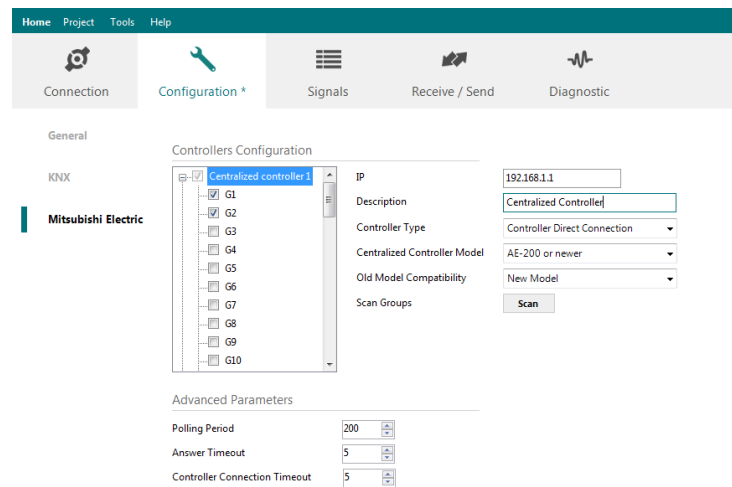 Home Project Tools Help
Connection Configuration * Signals Receive / Send Diagnostic
General
KNX
Mitsubishi Electric
Controllers Configuration
Centralized controller 1
G1
G2
G3
G4
G5
G6
G7
G8
G9
G10
IP 192.168.1.1
Description Centralized Controller
Controller Type Controller Direct Connection
Centralized Controller Model AE-200 or newer
Old Model Compatibility New Model
Scan Groups Scan
Advanced Parameters
Polling Period 200
Answer Timeout 5
Controller Connection Timeout 5